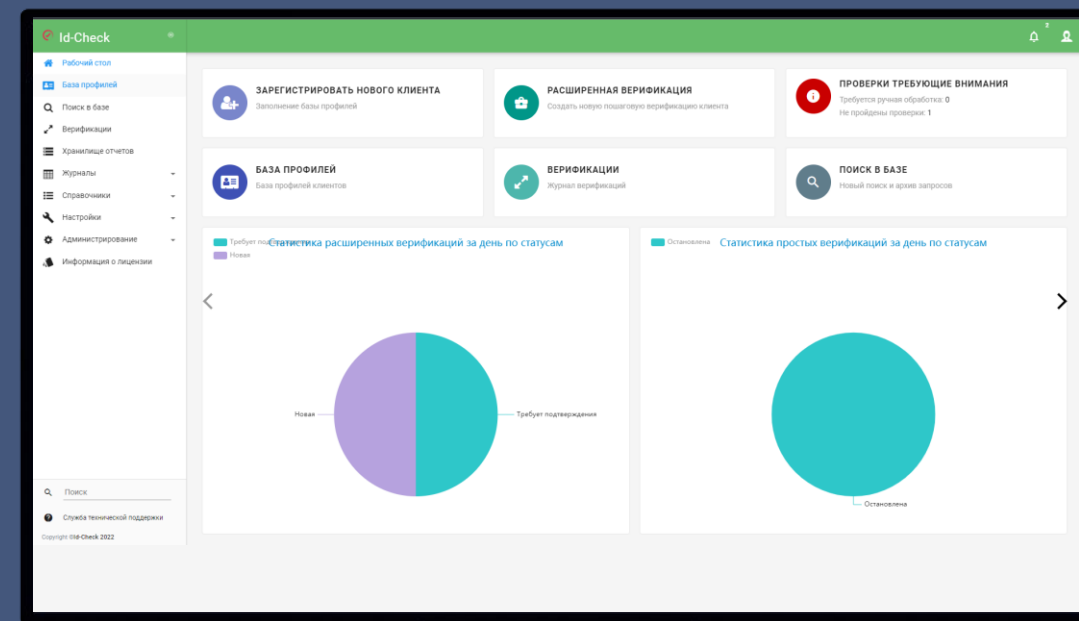 Id-Check
3
Рабочий стол
База профилей
Поиск в базе
Верификации
Хранилище отчетов
Журналы
Справочники
Настройки
Администрирование
Информация о лицензии
Поиск
Служба технической поддержки
Copyright ©Id-Check 2022
ЗАРЕГИСТРИРОВАТЬ НОВОГО КЛИЕНТА
Заполнение базы профилей
РАСШИРЕННАЯ ВЕРИФИКАЦИЯ
Создать новую пошаговую верификацию клиента
ПРОВЕРКИ ТРЕБУЮЩИЕ ВНИМАНИЯ
Требуется ручная обработка: 0
Не пройдены проверки: 1
БАЗА ПРОФИЛЕЙ
База профилей клиентов
ВЕРИФИКАЦИИ
Журнал верификаций
ПОИСК В БАЗЕ
Новый поиск и архив запросов
Требует подтверждения
Статистика расширенных верификаций за день по статусам
Новая
Новая
Требует подтверждения
Остановлена
Статистика простых верификаций за день по статусам
Остановлена